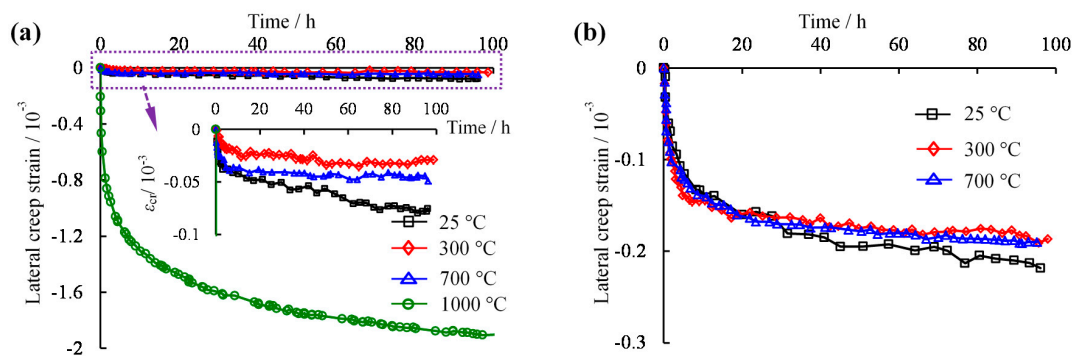 (a)
Time / h
0 20 40 60 80 100
0
-0.4
-0.8
-1.2
-1.6
-2
Lateral creep strain / 10⁻³
0 20 40 60 80 100
Time / h
0
-0.05
-0.1
εcr/ 10⁻³
25 °C
300 °C
700 °C
1000 °C
(b)
Time / h
0 20 40 60 80 100
0
-0.1
-0.2
-0.3
Lateral creep strain / 10⁻³
25 °C
300 °C
700 °C